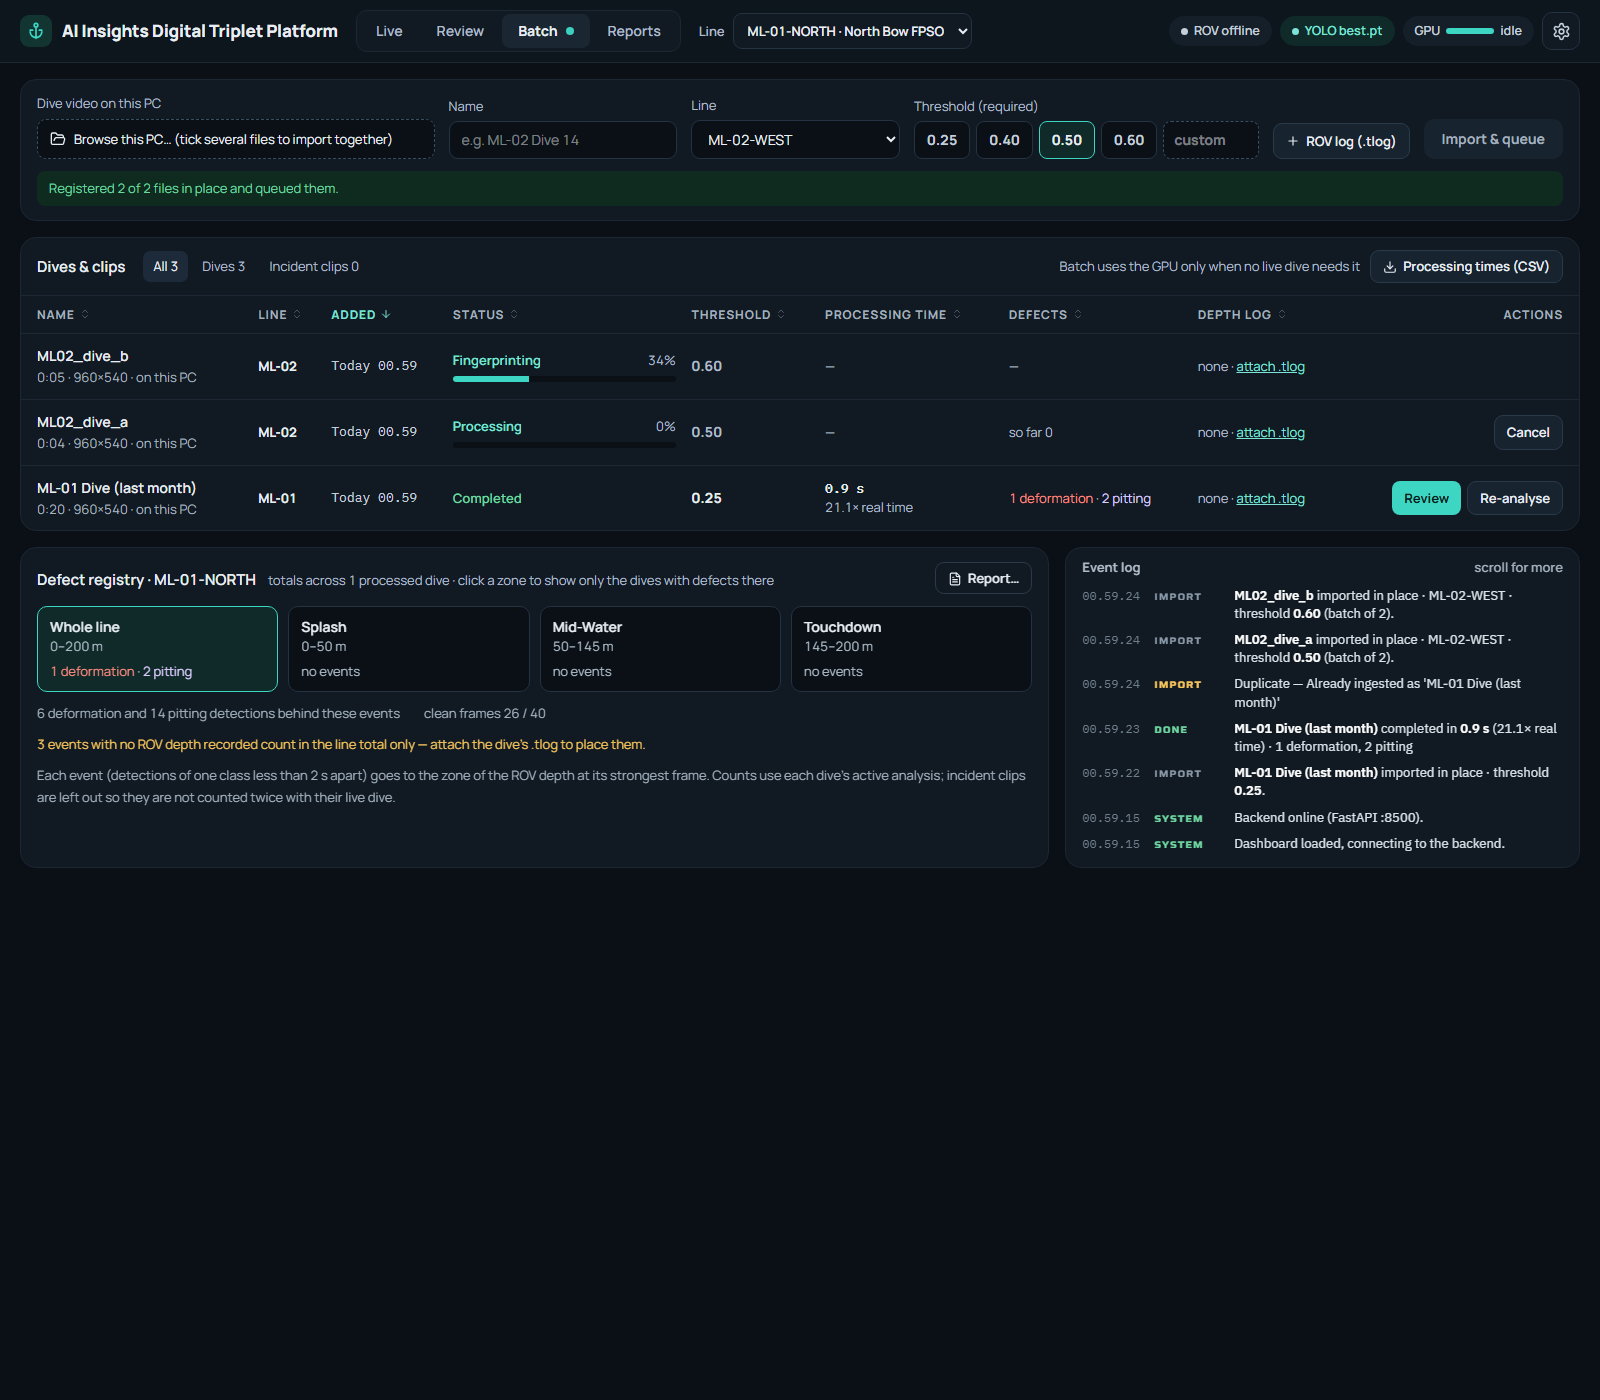 AI Insights Digital Triplet Platform
Live Review Batch Reports
Line ML-01-NORTH · North Bow FPSO
ROV offline YOLO best.pt GPU idle
Dive video on this PC Name Line Threshold (required)
Browse this PC… (tick several files to import together) e.g. ML-02 Dive 14 ML-02-WEST 0.25 0.40 0.50 0.60 custom + ROV log (.tlog) Import & queue
Registered 2 of 2 files in place and queued them.
Dives & clips All 3 Dives 3 Incident clips 0 Batch uses the GPU only when no live dive needs it Processing times (CSV)
NAME LINE ADDED ↓ STATUS THRESHOLD PROCESSING TIME DEFECTS DEPTH LOG ACTIONS
ML02_dive_b
0:05 · 960×540 · on this PC
ML-02 Today 00.59 Fingerprinting 34% 0.60 — — none · attach .tlog
ML02_dive_a
0:04 · 960×540 · on this PC
ML-02 Today 00.59 Processing 0% 0.50 — so far 0 none · attach .tlog Cancel
ML-01 Dive (last month)
0:20 · 960×540 · on this PC
ML-01 Today 00.59 Completed 0.25
0.9 s
21.1× real time
1 deformation · 2 pitting none · attach .tlog Review Re-analyse
Defect registry · ML-01-NORTH totals across 1 processed dive · click a zone to show only the dives with defects there Report…
Whole line
0–200 m
1 deformation · 2 pitting
Splash
0–50 m
no events
Mid-Water
50–145 m
no events
Touchdown
145–200 m
no events
6 deformation and 14 pitting detections behind these events clean frames 26 / 40
3 events with no ROV depth recorded count in the line total only — attach the dive's .tlog to place them.
Each event (detections of one class less than 2 s apart) goes to the zone of the ROV depth at its strongest frame. Counts use each dive's active analysis; incident clips
are left out so they are not counted twice with their live dive.
Event log scroll for more
00.59.24 IMPORT ML02_dive_b imported in place · ML-02-WEST ·
threshold 0.60 (batch of 2).
00.59.24 IMPORT ML02_dive_a imported in place · ML-02-WEST ·
threshold 0.50 (batch of 2).
00.59.24 IMPORT Duplicate — Already ingested as 'ML-01 Dive (last
month)'
00.59.23 DONE ML-01 Dive (last month) completed in 0.9 s (21.1× real
time) · 1 deformation, 2 pitting
00.59.22 IMPORT ML-01 Dive (last month) imported in place · threshold
0.25.
00.59.15 SYSTEM Backend online (FastAPI :8500).
00.59.15 SYSTEM Dashboard loaded, connecting to the backend.